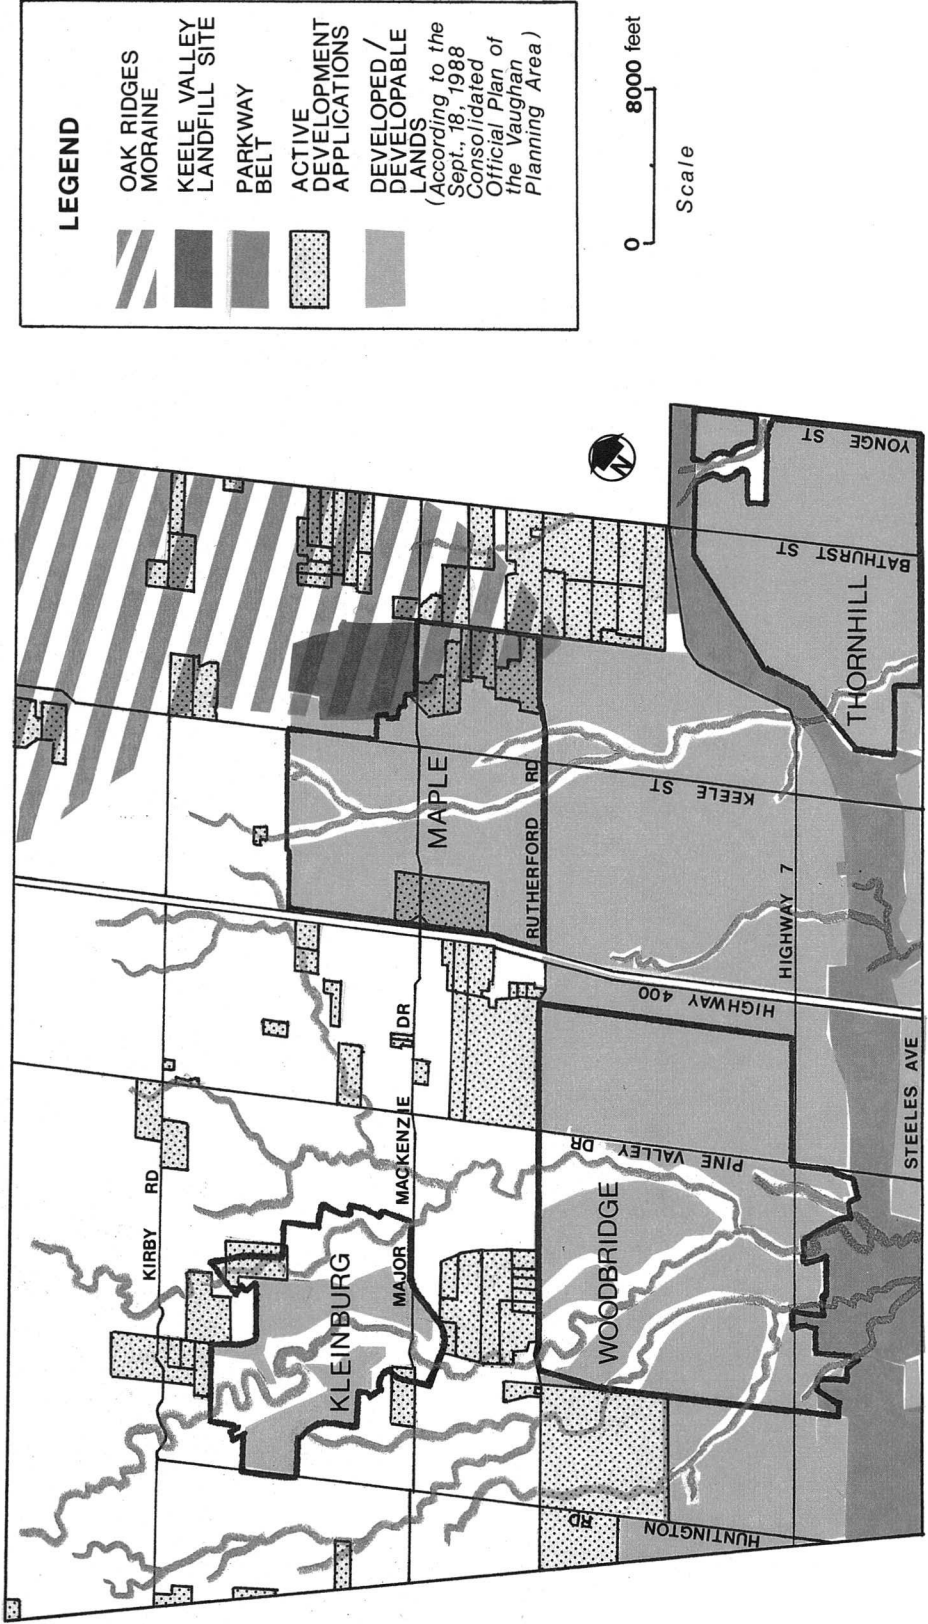 LEGEND
OAK RIDGES
MORAINE
KEELE VALLEY
LANDFILL SITE
PARKWAY
BELT
ACTIVE
DEVELOPMENT
APPLICATIONS
DEVELOPED/
DEVELOPABLE
LANDS
(According to the
Sept., 18, 1988
Consolidated
Official Plan of
the Vaughan
Planning Area)
0 8000 feet
Scale
N
KIRBY RD
KLEINBURG
MAJOR MACKENZIE DR
MAPLE
RUTHERFORD RD
WOODBRIDGE
THORNHILL
HIGHWAY 7
STEELES AVE
HUNTINGTON RD
PINE VALLEY DR
HIGHWAY 400
KEELE ST
BATHURST ST
YONGE ST